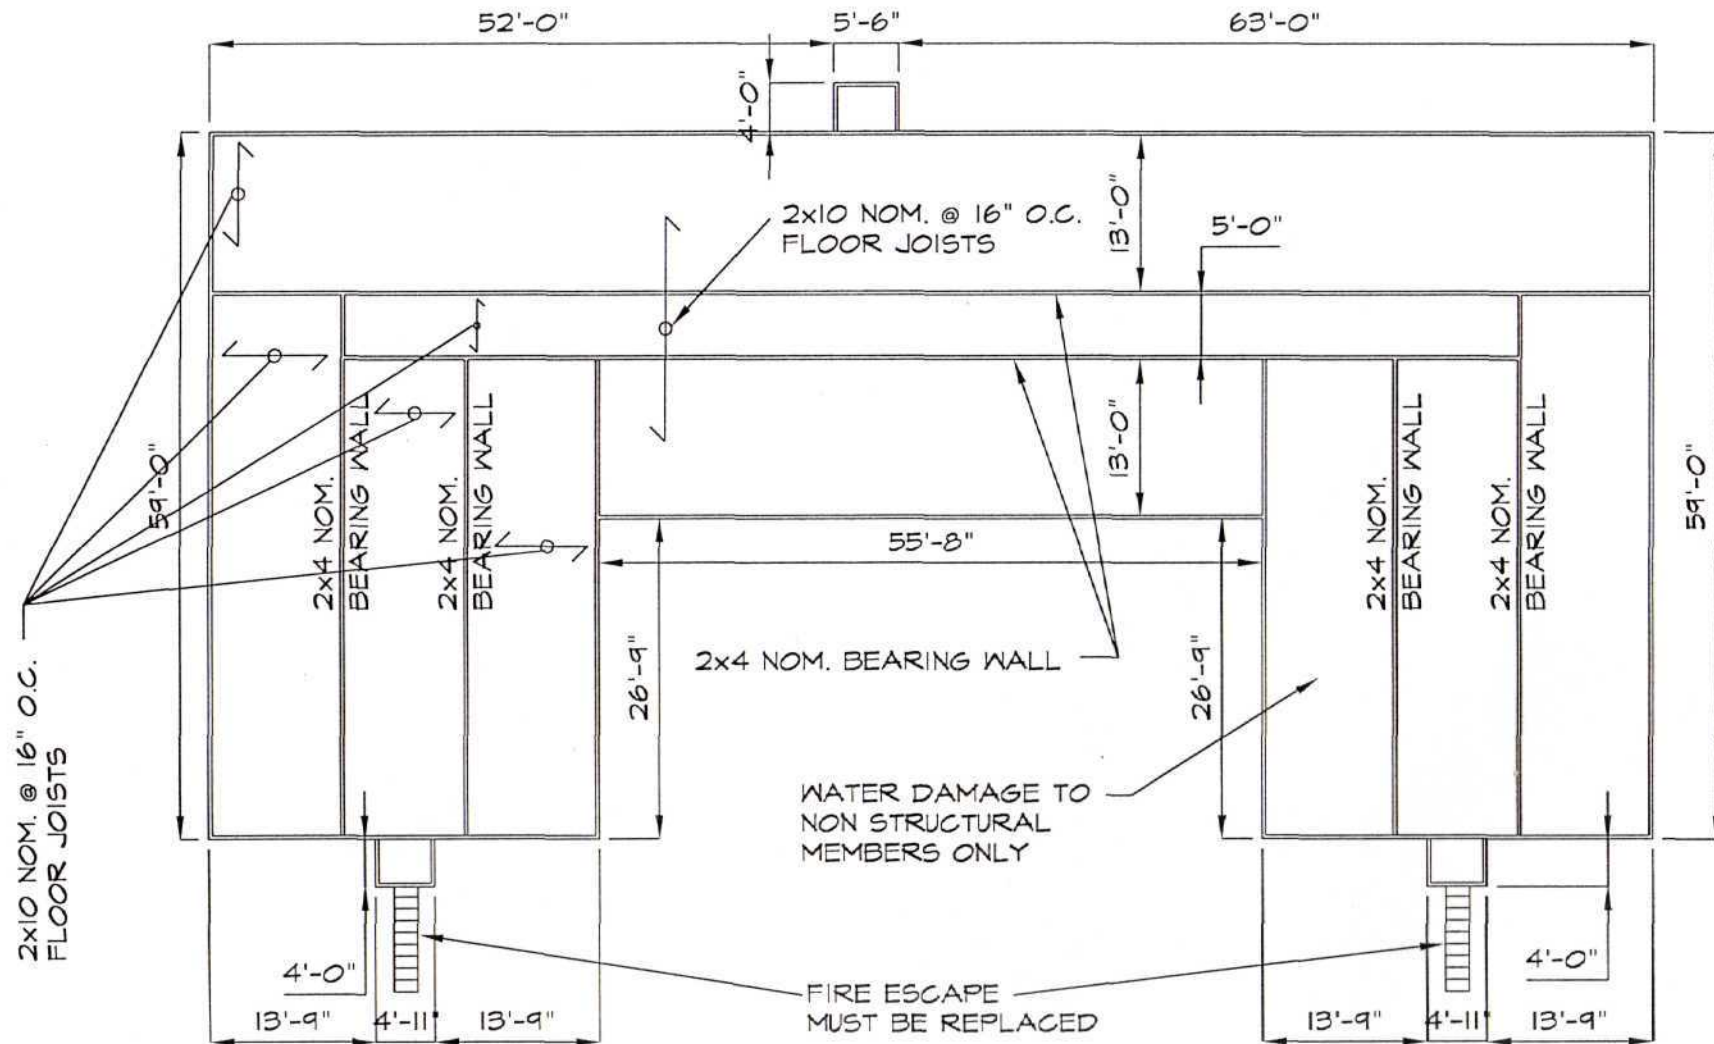 52'-0"
5'-6"
63'-0"
4'-0"
2x10 NOM. @ 16" O.C.
FLOOR JOISTS
13'-0"
5'-0"
59'-0"
2x4 NOM.
BEARING WALL
2x4 NOM.
BEARING WALL
13'-0"
2x4 NOM.
BEARING WALL
2x4 NOM.
BEARING WALL
59'-0"
55'-8"
26'-9"
2x4 NOM. BEARING WALL
26'-9"
2x10 NOM. @ 16" O.C.
FLOOR JOISTS
WATER DAMAGE TO
NON STRUCTURAL
MEMBERS ONLY
4'-0"
FIRE ESCAPE
MUST BE REPLACED
4'-0"
13'-9"
4'-11"
13'-9"
13'-9"
4'-11"
13'-9"